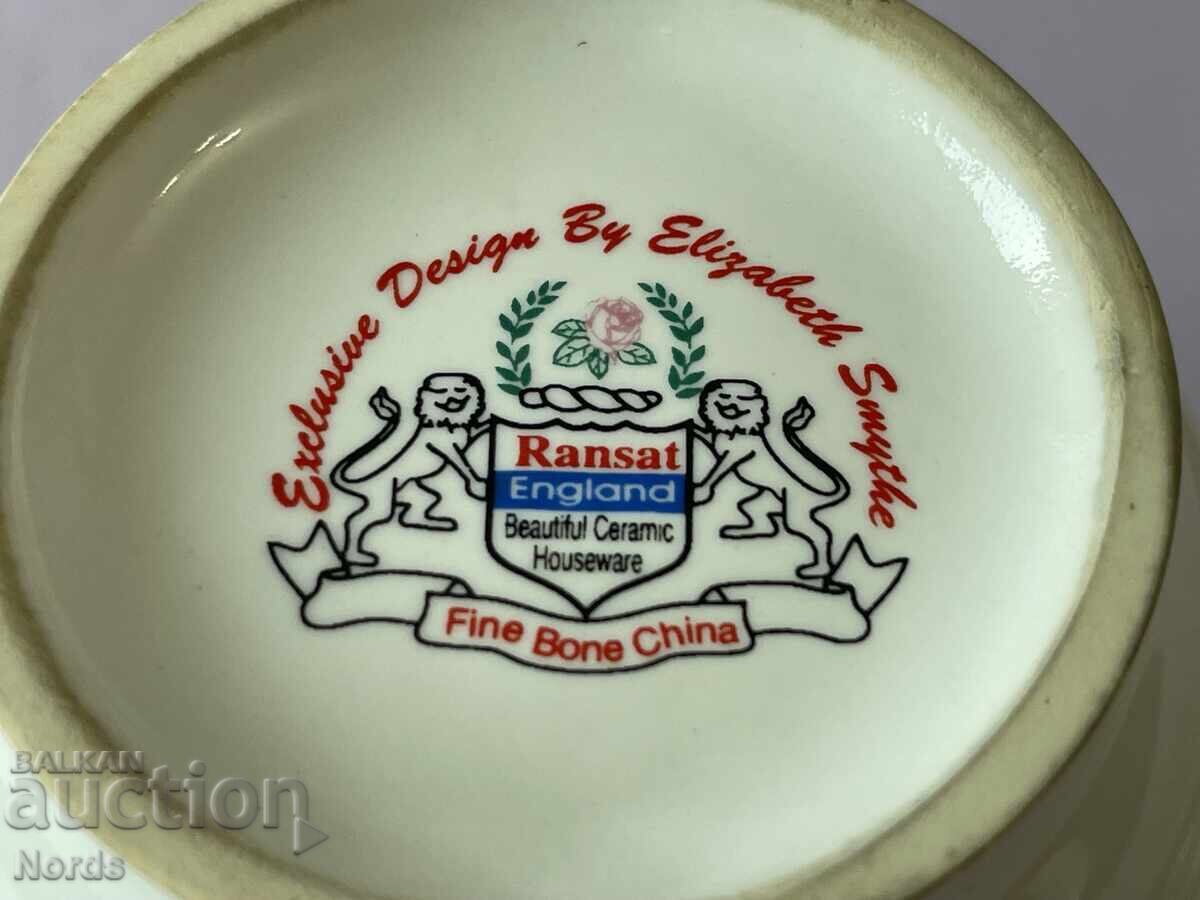 Exclusive Design By Elizabeth Smythe
Ransat
England
Beautiful Ceramic
Houseware
Fine Bone China
BALKAN
auction
Nords